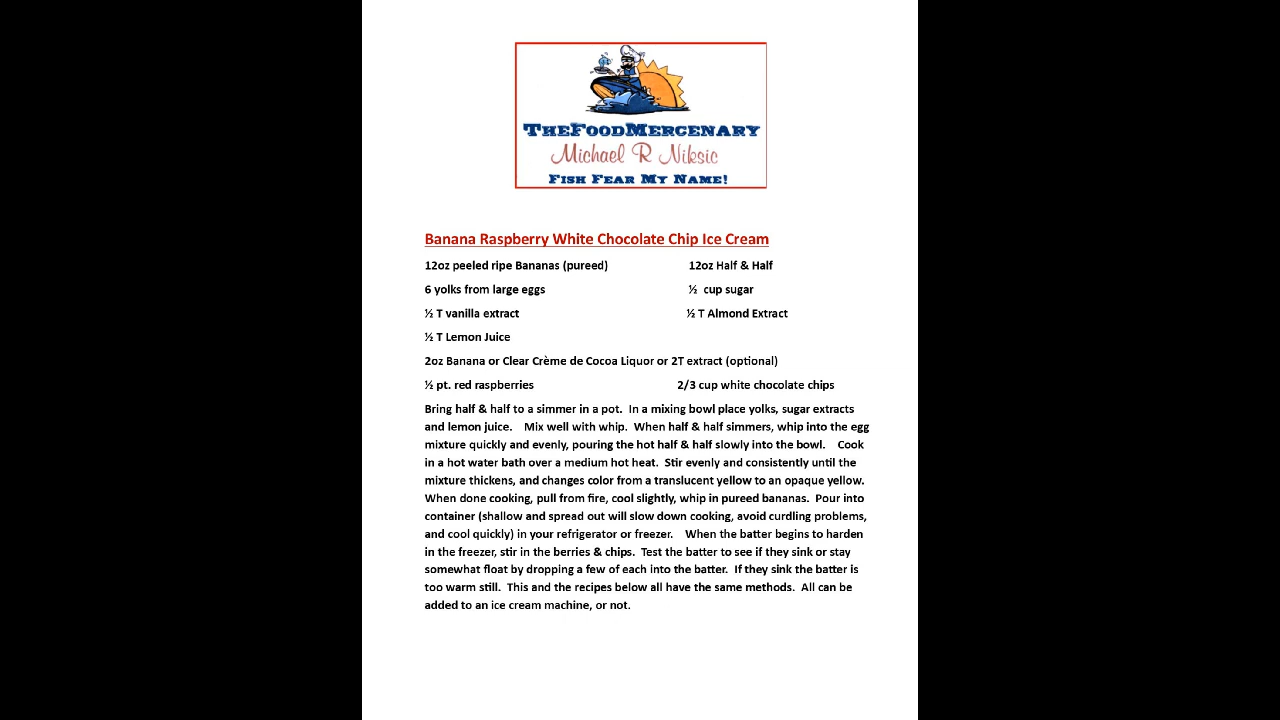 TheFoodMercenary
Michael R Niksic
Fish Fear My Name!
Banana Raspberry White Chocolate Chip Ice Cream
12oz peeled ripe Bananas (pureed) 12oz Half & Half
6 yolks from large eggs ½ cup sugar
½ T vanilla extract ½ T Almond Extract
½ T Lemon Juice
2oz Banana or Clear Crème de Cocoa Liquor or 2T extract (optional)
½ pt. red raspberries 2/3 cup white chocolate chips
Bring half & half to a simmer in a pot. In a mixing bowl place yolks, sugar extracts
and lemon juice. Mix well with whip. When half & half simmers, whip into the egg
mixture quickly and evenly, pouring the hot half & half slowly into the bowl. Cook
in a hot water bath over a medium hot heat. Stir evenly and consistently until the
mixture thickens, and changes color from a translucent yellow to an opaque yellow.
When done cooking, pull from fire, cool slightly, whip in pureed bananas. Pour into
container (shallow and spread out will slow down cooking, avoid curdling problems,
and cool quickly) in your refrigerator or freezer. When the batter begins to harden
in the freezer, stir in the berries & chips. Test the batter to see if they sink or stay
somewhat float by dropping a few of each into the batter. If they sink the batter is
too warm still. This and the recipes below all have the same methods. All can be
added to an ice cream machine, or not.